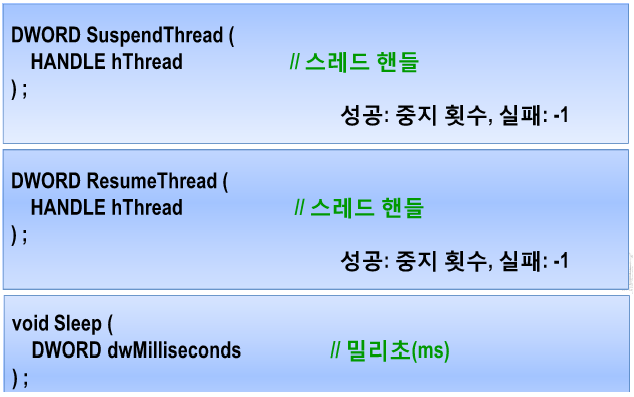 DWORD SuspendThread (
HANDLE hThread // 스레드 핸들
) ;
성공: 중지 횟수, 실패: -1
DWORD ResumeThread (
HANDLE hThread // 스레드 핸들
) ;
성공: 중지 횟수, 실패: -1
void Sleep (
DWORD dwMilliseconds // 밀리초(ms)
) ;